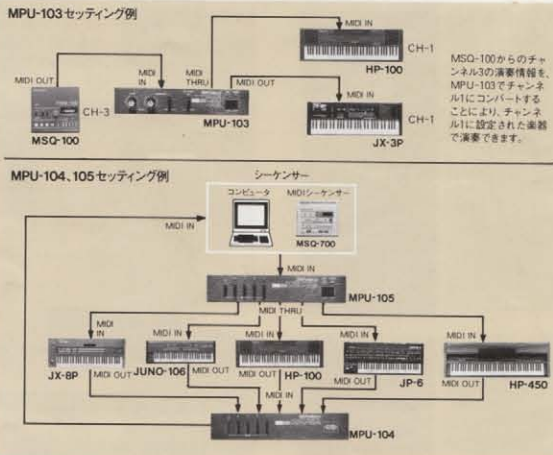 MPU-103セッティング例
MIDI IN
HP-100
CH-1
MIDI OUT
MIDI IN
MIDI THRU
MIDI OUT
MIDI IN
CH-3
MPU-103
CH-1
MSQ-100
JX-3P
MSQ-100からのチャ
ンネル3の演奏情報を、
MPU-103でチャンネ
ル1にコンバートする
ことにより、チャンネ
ル1に設定された楽器
で演奏できます。
MPU-104、105セッティング例
シーケンサー
コンピュータ
MIDIシーケンサー
MIDI IN
MSQ-700
MIDI IN
MPU-105
MIDI THRU
MIDI IN
MIDI IN
MIDI IN
MIDI IN
MIDI IN
JX-8P
MIDI OUT
JUNO-106
MIDI OUT
HP-100
MIDI OUT
JP-6
MIDI OUT
HP-450
MIDI OUT
MIDI IN
MPU-104